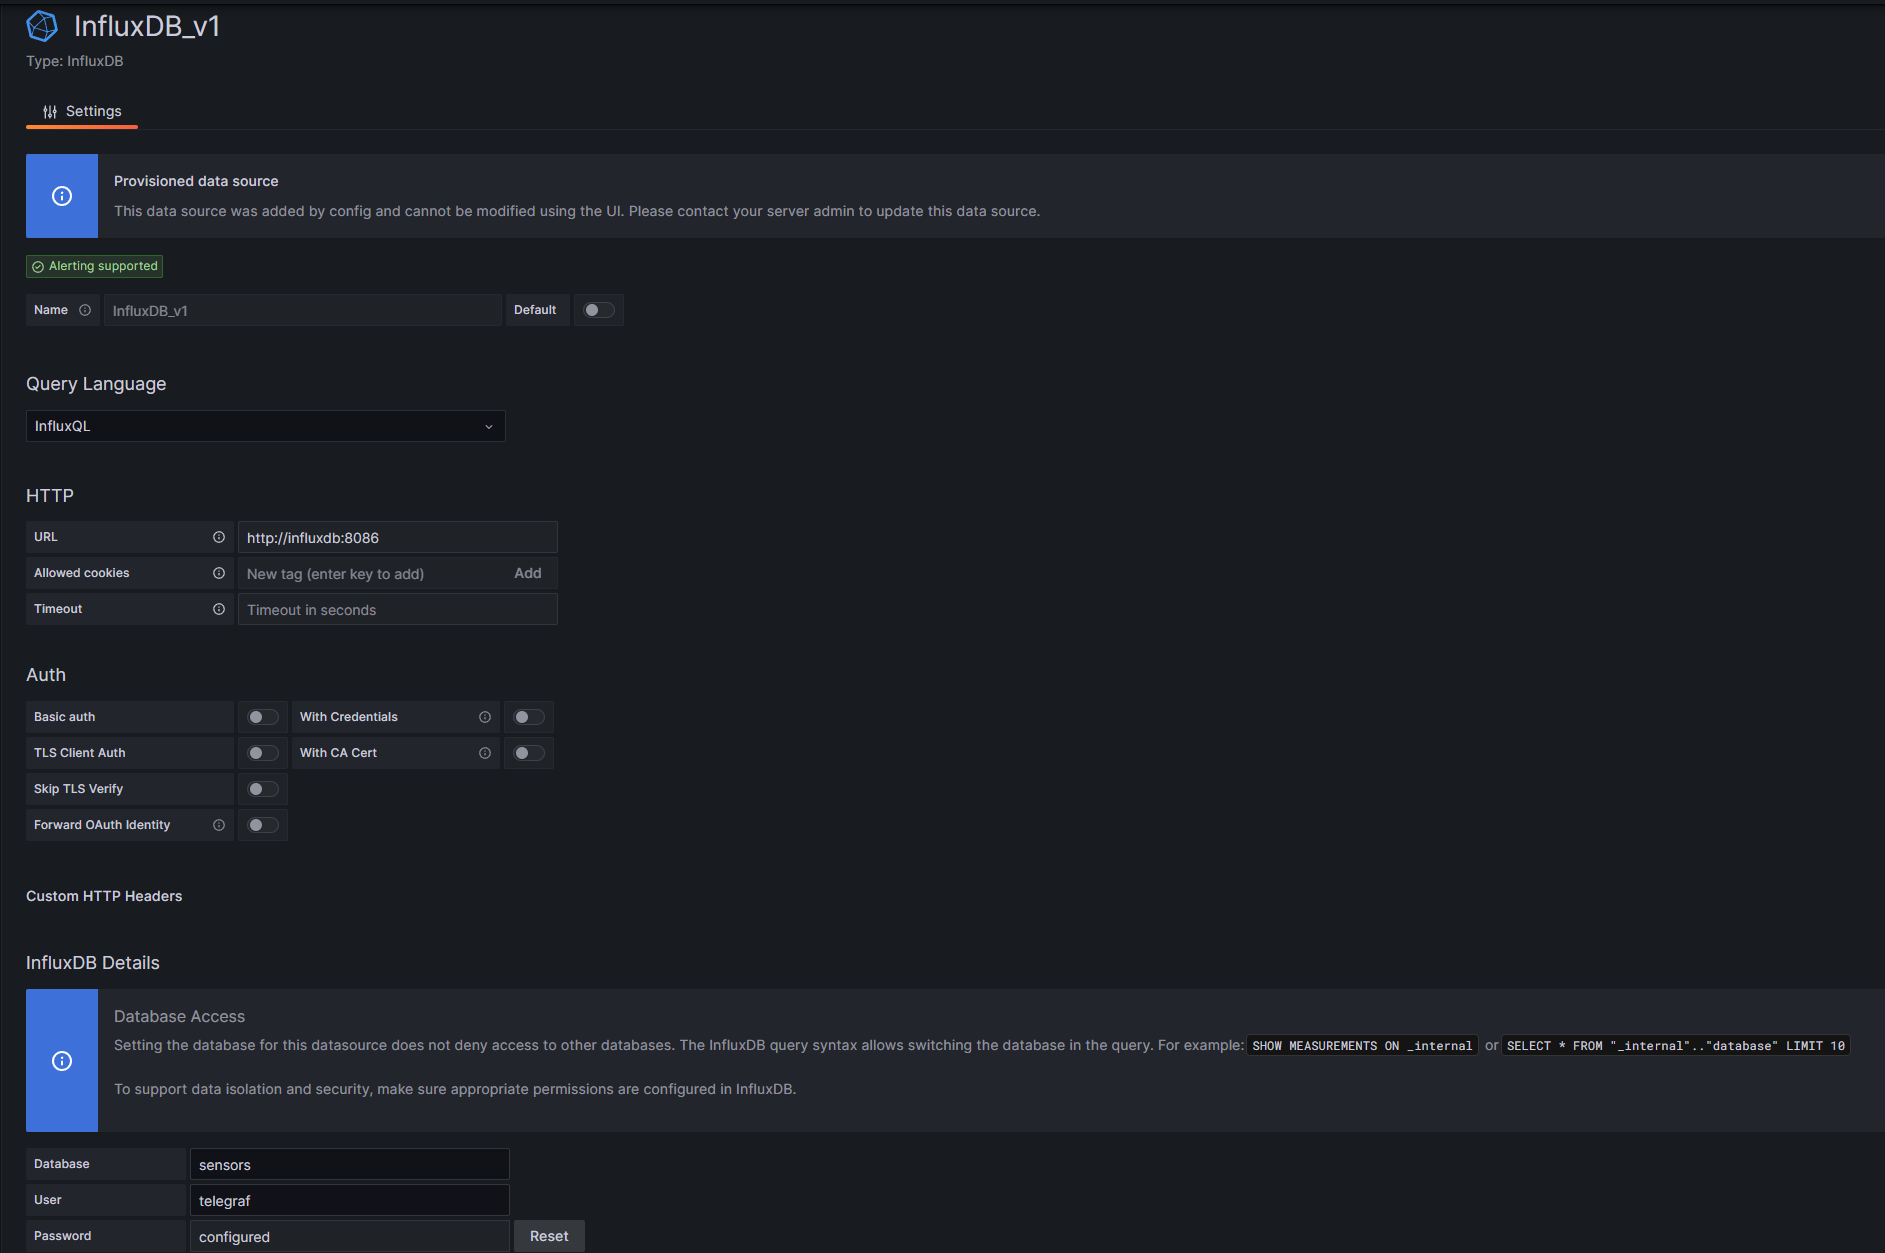 InfluxDB_v1
Type: InfluxDB
Settings
Provisioned data source
This data source was added by config and cannot be modified using the UI. Please contact your server admin to update this data source.
Alerting supported
Name InfluxDB_v1 Default
Query Language
InfluxQL
HTTP
URL http://influxdb:8086
Allowed cookies New tag (enter key to add) Add
Timeout Timeout in seconds
Auth
Basic auth With Credentials
TLS Client Auth With CA Cert
Skip TLS Verify
Forward OAuth Identity
Custom HTTP Headers
InfluxDB Details
Database Access
Setting the database for this datasource does not deny access to other databases. The InfluxDB query syntax allows switching the database in the query. For example: SHOW MEASUREMENTS ON _internal or SELECT * FROM "_internal".."database" LIMIT 10
To support data isolation and security, make sure appropriate permissions are configured in InfluxDB.
Database sensors
User telegraf
Password configured Reset